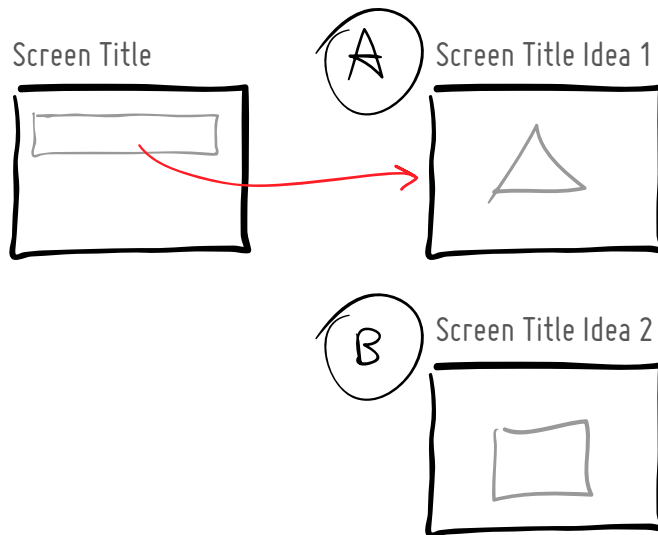 Screen Title
A
Screen Title Idea 1
B
Screen Title Idea 2